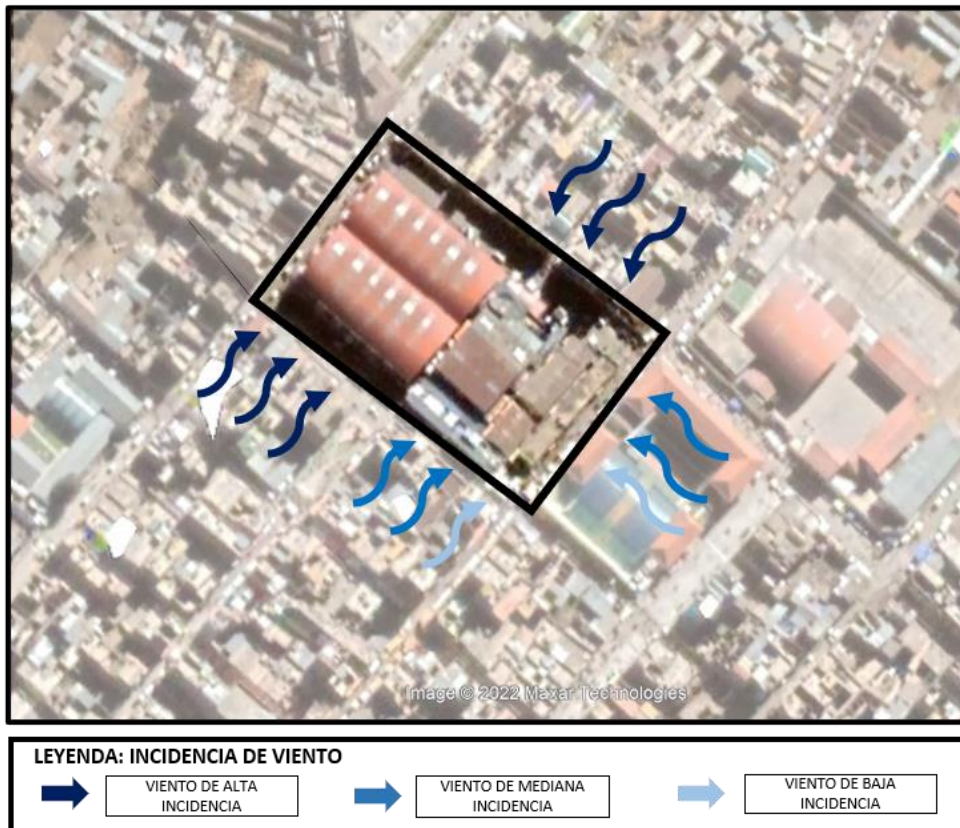 Image © 2022 Maxar Technologies
LEYENDA: INCIDENCIA DE VIENTO
VIENTO DE ALTA
INCIDENCIA
VIENTO DE MEDIANA
INCIDENCIA
VIENTO DE BAJA
INCIDENCIA